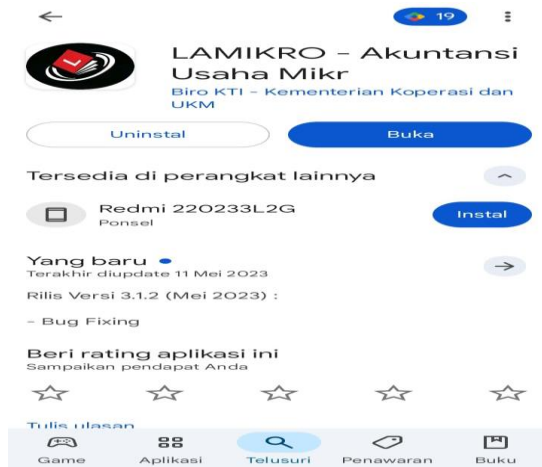 19
LAMIKRO – Akuntansi
Usaha Mikr
Biro KTI - Kementerian Koperasi dan
UKM
Uninstal
Buka
Tersedia di perangkat lainnya
Redmi 220233L2G
Ponsel
Instal
Yang baru
Terakhir diupdate 11 Mei 2023
Rilis Versi 3.1.2 (Mei 2023) :
- Bug Fixing
Beri rating aplikasi ini
Sampaikan pendapat Anda
Tulis ulasan
Game
Aplikasi
Telusuri
Penawaran
Buku